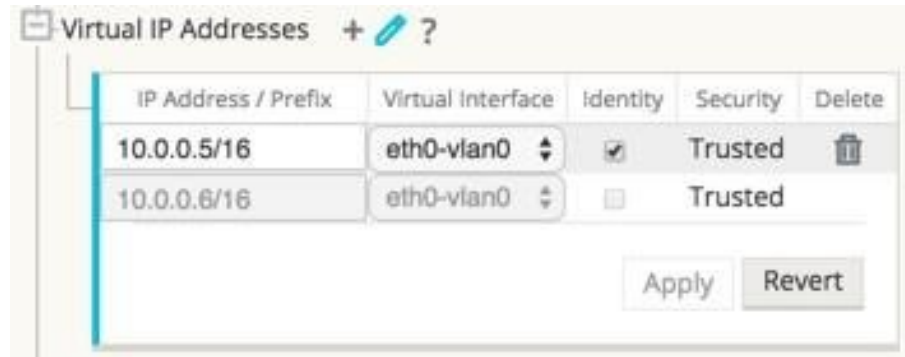 Virtual IP Addresses + ?
IP Address / Prefix Virtual Interface Identity Security Delete
10.0.0.5/16 eth0-vlan0 Trusted
10.0.0.6/16 eth0-vlan0 Trusted
Apply Revert